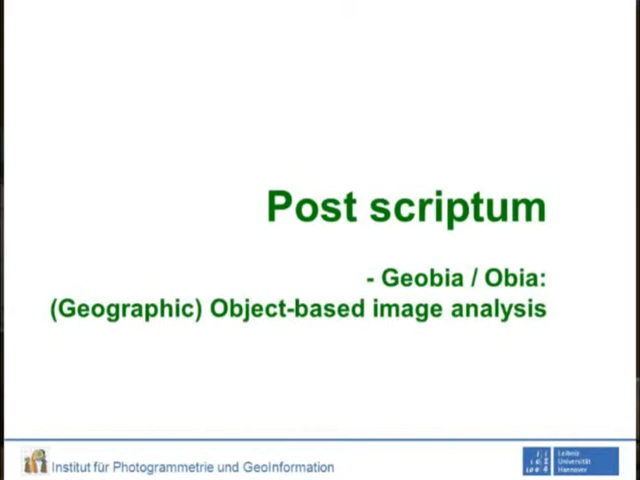 Post scriptum
- Geobia / Obia:
(Geographic) Object-based image analysis
Institut für Photogrammetrie und GeoInformation
Leibniz
Universität
Hannover